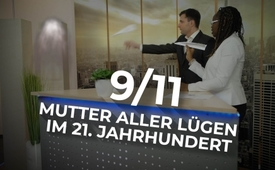 9/11
MUTTER ALLER LÜGEN
IM 21. JAHRHUNDERT